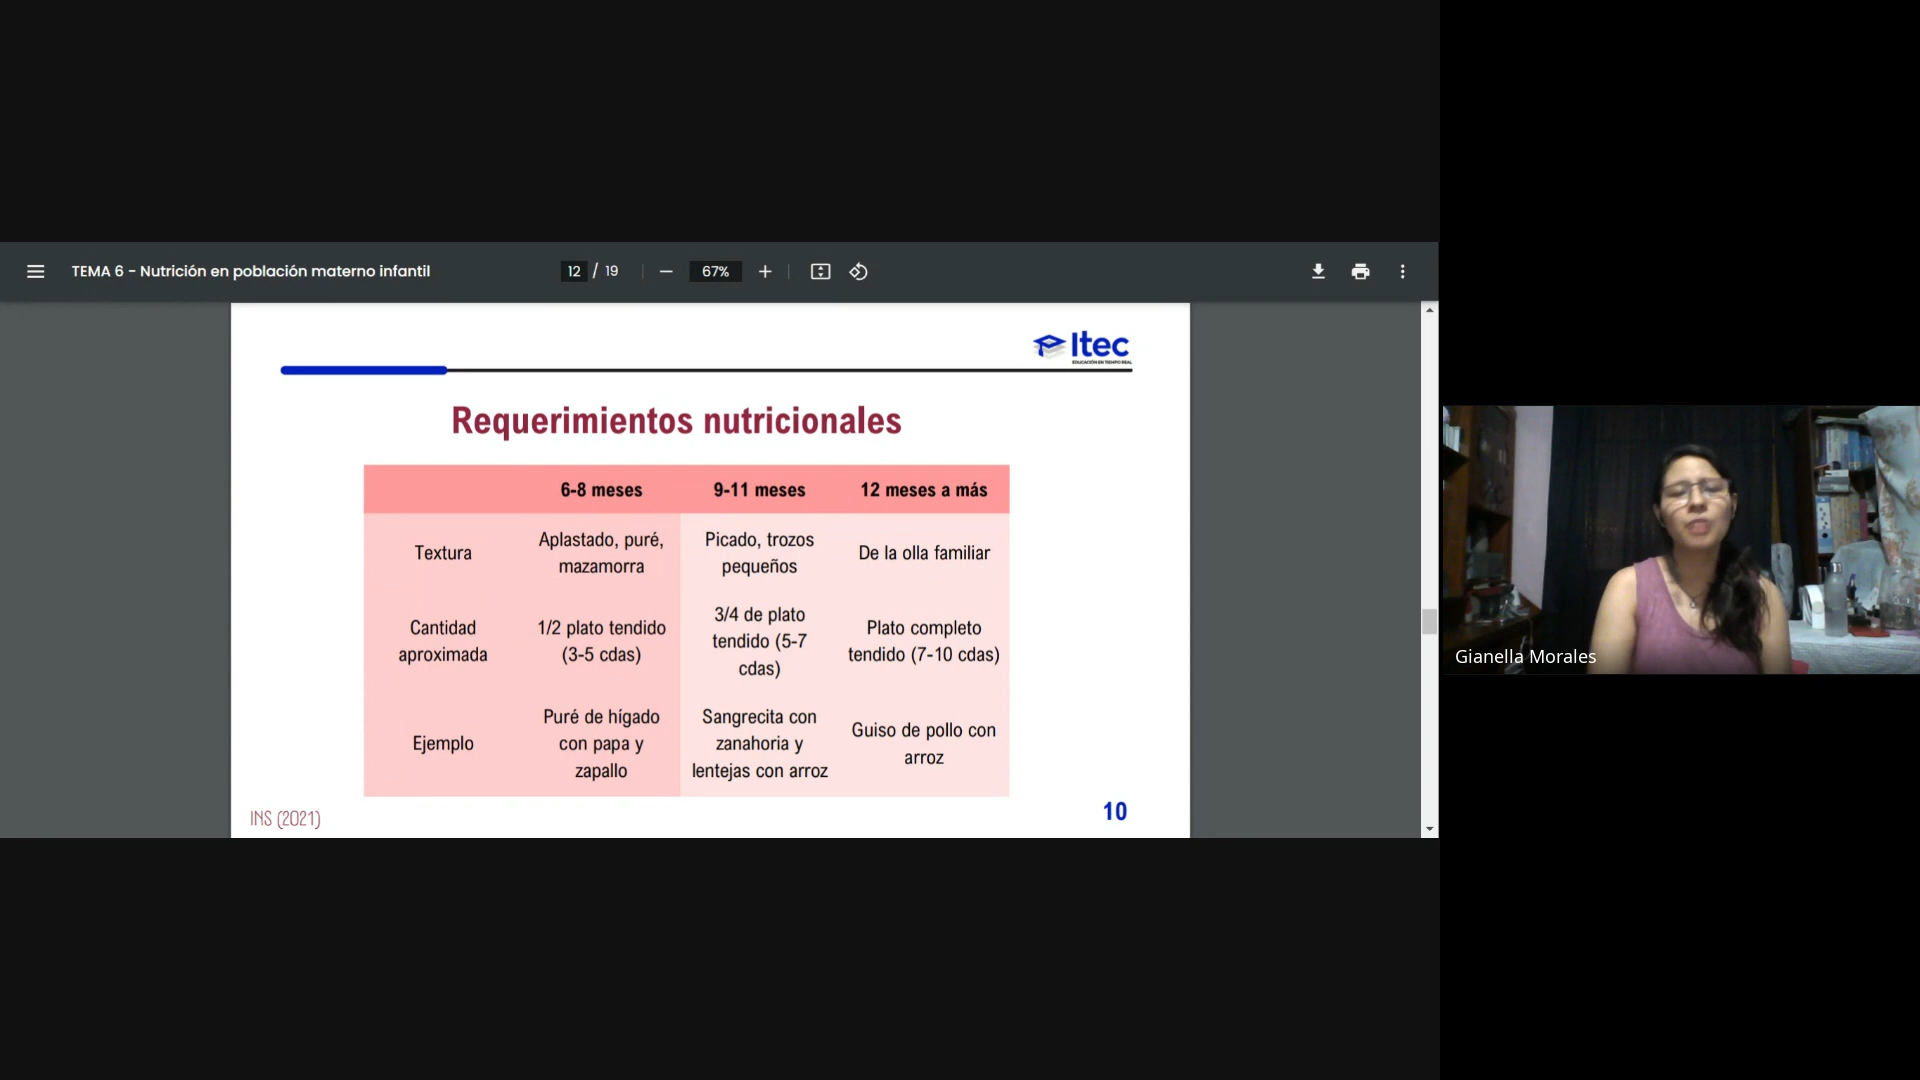 TEMA 6 - Nutrición en población materno infantil
12 / 19
67%
Itec
EDUCACIÓN EN TIEMPO REAL
Requerimientos nutricionales
6-8 meses
9-11 meses
12 meses a más
Textura
Aplastado, puré,
mazamorra
Picado, trozos
pequeños
De la olla familiar
Cantidad
aproximada
1/2 plato tendido
(3-5 cdas)
3/4 de plato
tendido (5-7
cdas)
Plato completo
tendido (7-10 cdas)
Ejemplo
Puré de hígado
con papa y
zapallo
Sangrecita con
zanahoria y
lentejas con arroz
Guiso de pollo con
arroz
INS (2021)
10
Gianella Morales